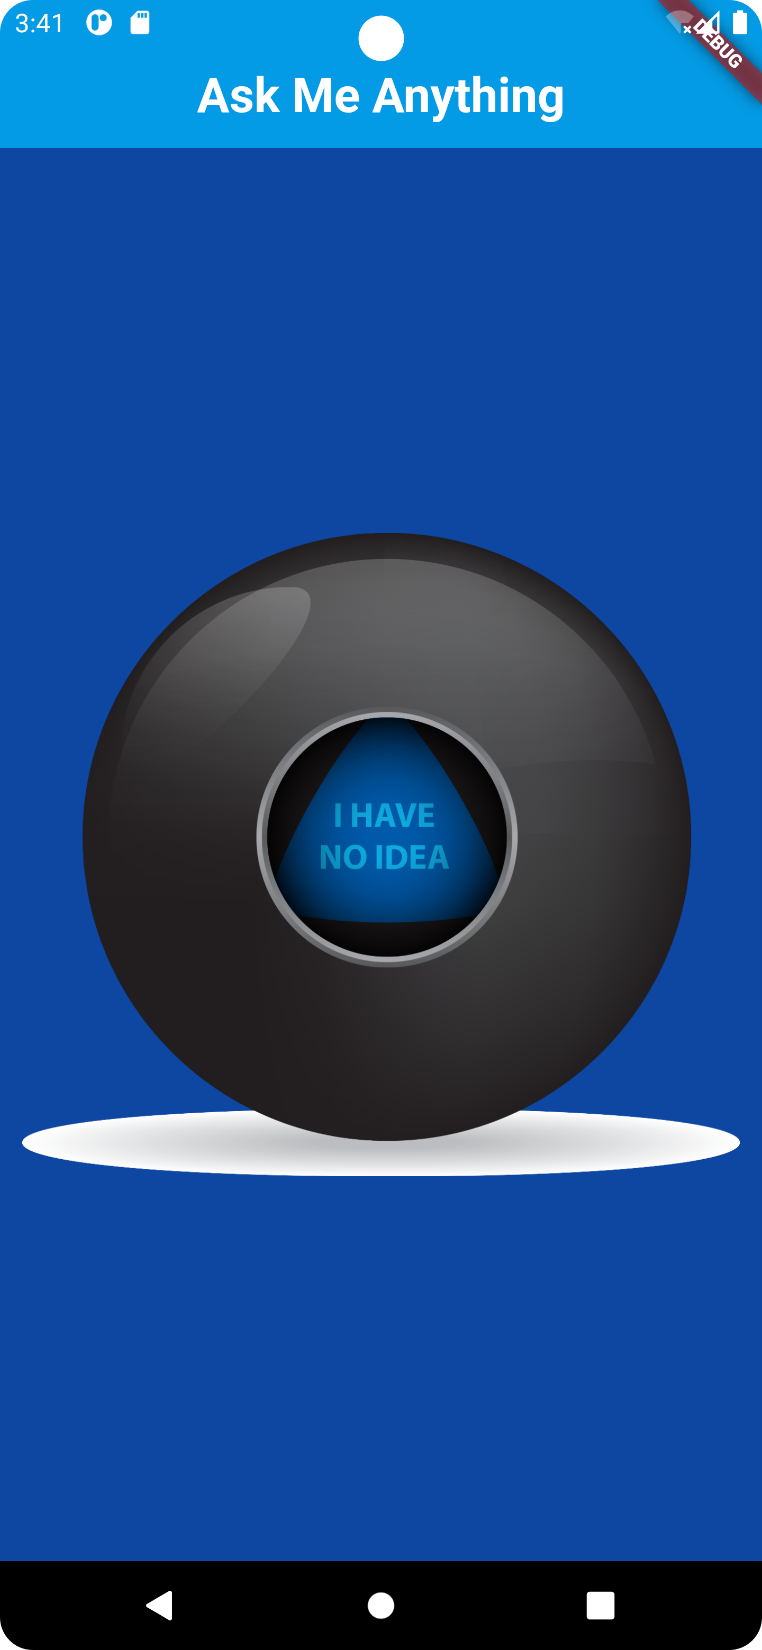 3:41
DEBUG
Ask Me Anything
I HAVE
NO IDEA